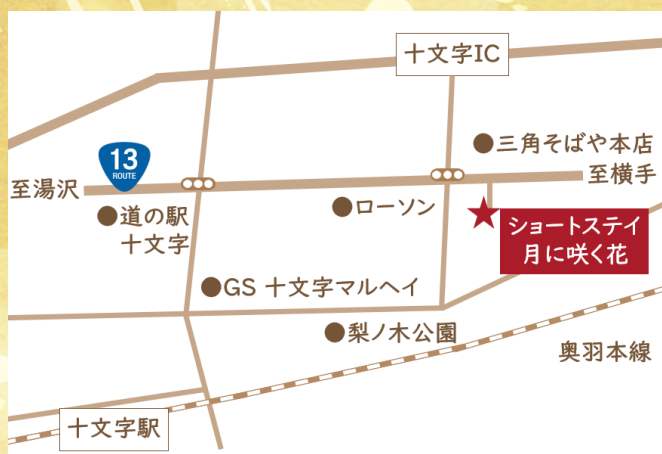 十文字IC
三角そばや本店
13
ROUTE
至湯沢
至横手
道の駅
十文字
ローソン
ショートステイ
月に咲く花
GS 十文字マルヘイ
梨ノ木公園
奥羽本線
十文字駅